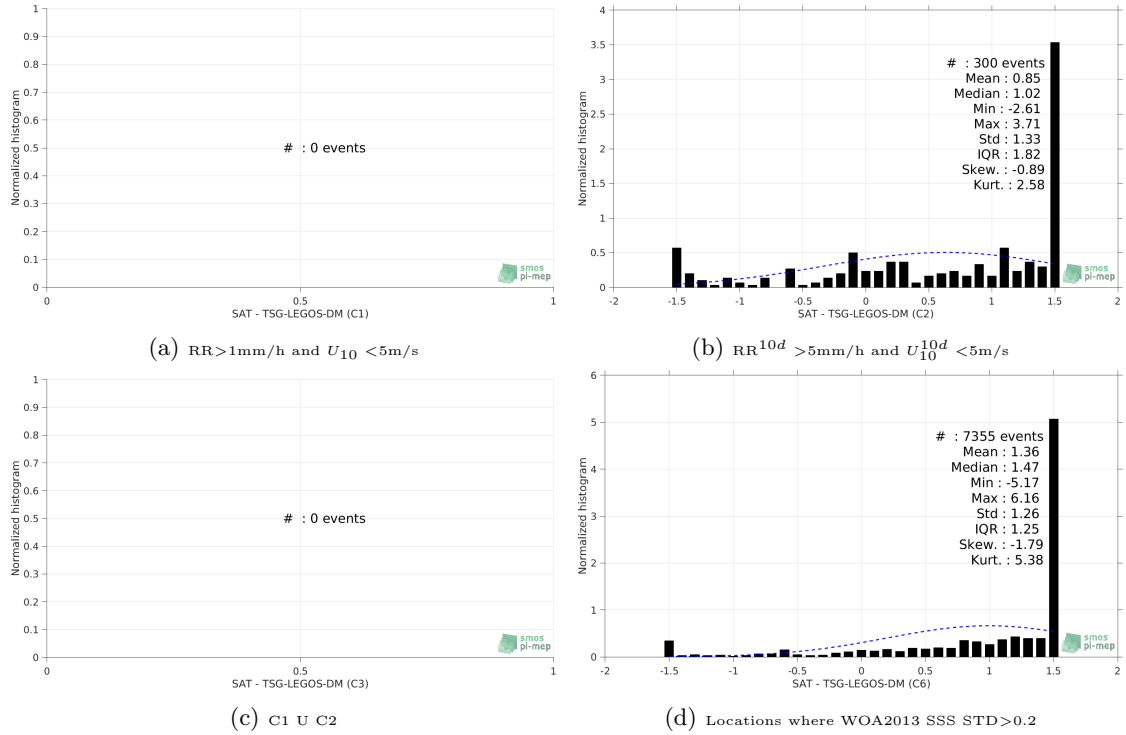 1
0.9
0.8
0.7
0.6
0.5
0.4
0.3
0.2
0.1
0
Normalized histogram
# : 0 events
smos
pi-mep
0 0.5 1
SAT - TSG-LEGOS-DM (C1)
(a) RR>1mm/h and U10 <5m/s
4
3.5
3
2.5
2
1.5
1
0.5
0
Normalized histogram
# : 300 events
Mean : 0.85
Median : 1.02
Min : -2.61
Max : 3.71
Std : 1.33
IQR : 1.82
Skew. : -0.89
Kurt. : 2.58
smos
pi-mep
-2 -1.5 -1 -0.5 0 0.5 1 1.5 2
SAT - TSG-LEGOS-DM (C2)
(b) RR10d >5mm/h and U10d10 <5m/s
1
0.9
0.8
0.7
0.6
0.5
0.4
0.3
0.2
0.1
0
Normalized histogram
# : 0 events
smos
pi-mep
0 0.5 1
SAT - TSG-LEGOS-DM (C3)
(c) C1 U C2
6
5
4
3
2
1
0
Normalized histogram
# : 7355 events
Mean : 1.36
Median : 1.47
Min : -5.17
Max : 6.16
Std : 1.26
IQR : 1.25
Skew. : -1.79
Kurt. : 5.38
smos
pi-mep
-2 -1.5 -1 -0.5 0 0.5 1 1.5 2
SAT - TSG-LEGOS-DM (C6)
(d) Locations where WOA2013 SSS STD>0.2